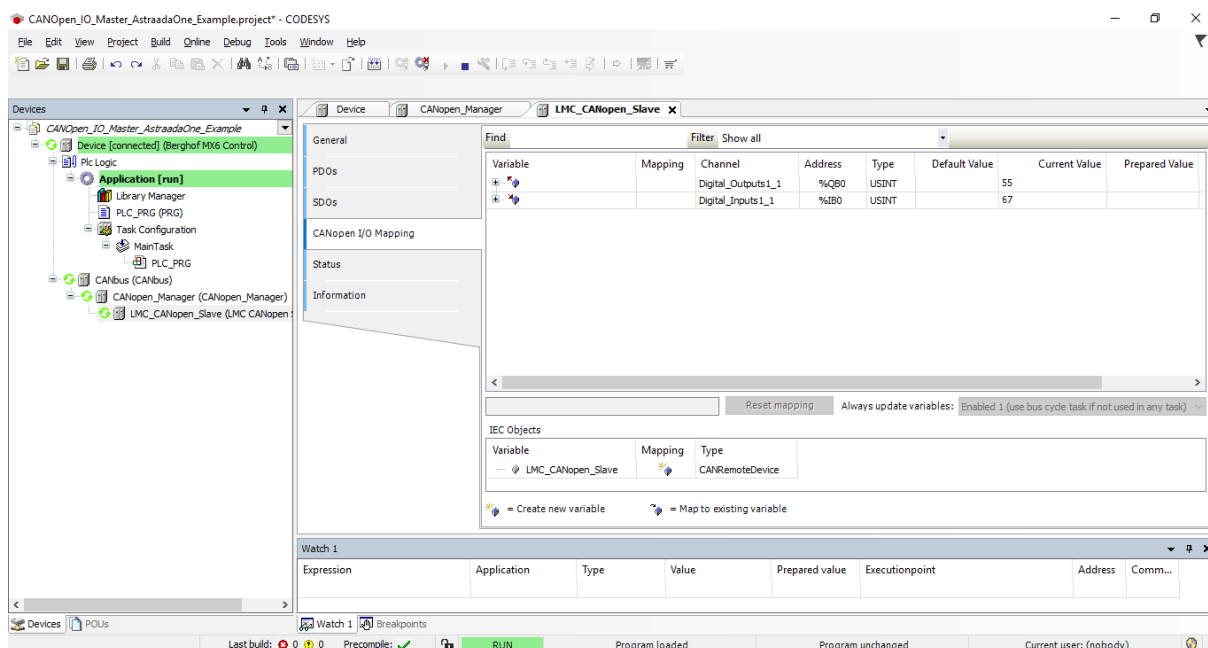 CANOpen_IO_Master_AstraadaOne_Example.project* - CODESYS
File Edit View Project Build Online Debug Tools Window Help
Devices
CANOpen_IO_Master_AstraadaOne_Example
Device [connected] (Berghof MX6 Control)
Plc Logic
Application [run]
Library Manager
PLC_PRG (PRG)
Task Configuration
MainTask
PLC_PRG
CANbus (CANbus)
CANopen_Manager (CANopen_Manager)
LMC_CANopen_Slave (LMC CANopen
Devices POUs
Device CANopen_Manager LMC_CANopen_Slave
General
PDOs
SDOs
CANopen I/O Mapping
Status
Information
Find Filter Show all
Variable Mapping Channel Address Type Default Value Current Value Prepared Value
Digital_Outputs1_1 %QB0 USINT 55
Digital_Inputs1_1 %IB0 USINT 67
Reset mapping Always update variables: Enabled 1 (use bus cycle task if not used in any task)
IEC Objects
Variable Mapping Type
LMC_CANopen_Slave CANRemoteDevice
= Create new variable = Map to existing variable
Watch 1
Expression Application Type Value Prepared value Executionpoint Address Comm...
Watch 1 Breakpoints
Last build: 0 0 Precompile: RUN Program loaded Program unchanged Current user: (nobody)